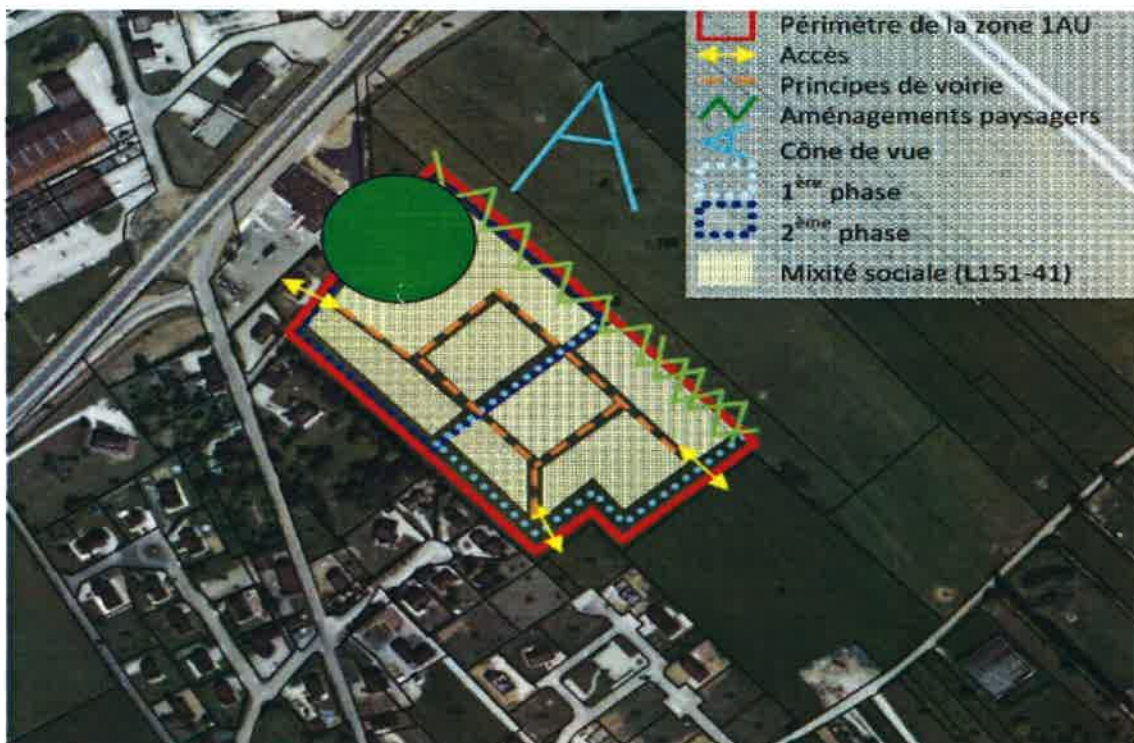 Périmètre de la zone 1AU
Accès
Principes de voirie
Aménagements paysagers
Cône de vue
1ère phase
2ème phase
Mixité sociale (L151-41)